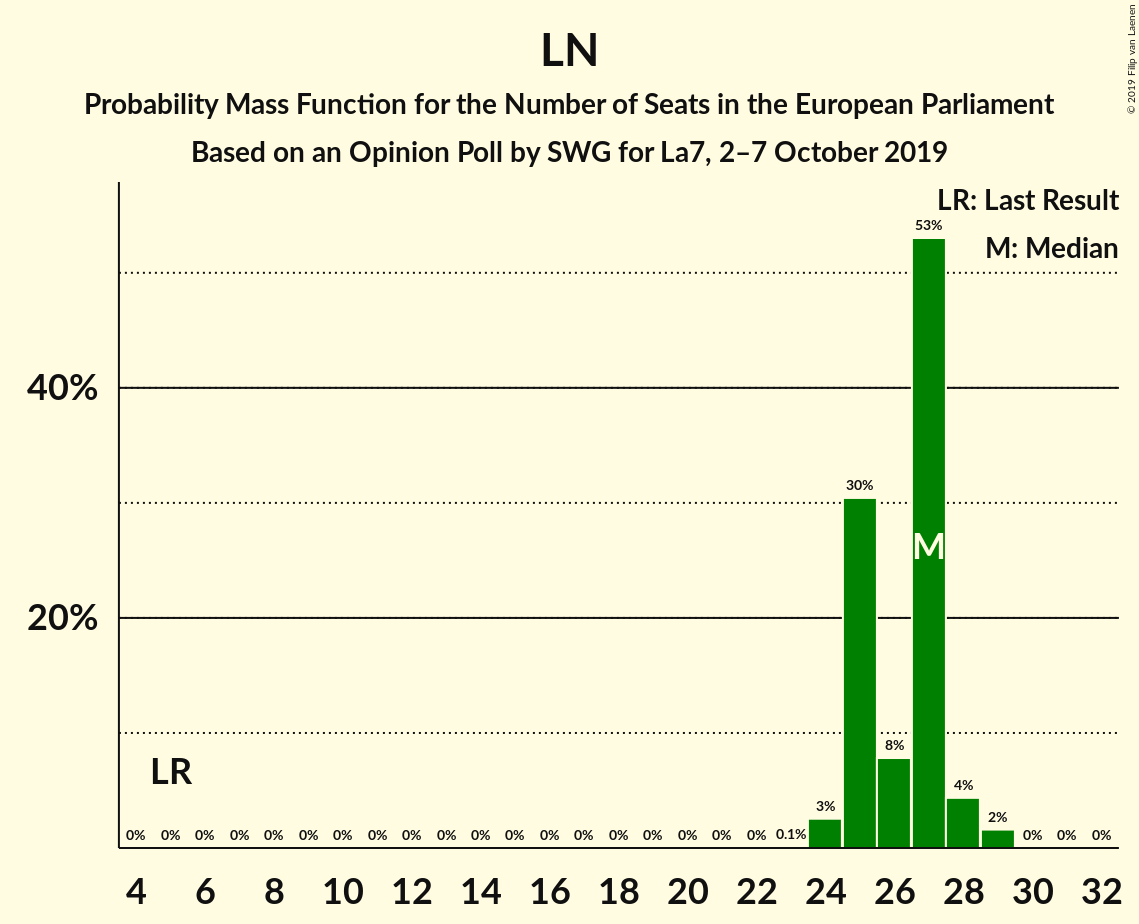 LN
Probability Mass Function for the Number of Seats in the European Parliament
Based on an Opinion Poll by SWG for La7, 2–7 October 2019
© 2019 Filip van Laenen
LR: Last Result
M: Median
53%
40%
30%
M
20%
LR
8%
4%
3%
2%
0% 0% 0% 0% 0% 0% 0% 0% 0% 0% 0% 0% 0% 0% 0% 0% 0% 0% 0% 0.1% 0% 0% 0%
4 6 8 10 12 14 16 18 20 22 24 26 28 30 32